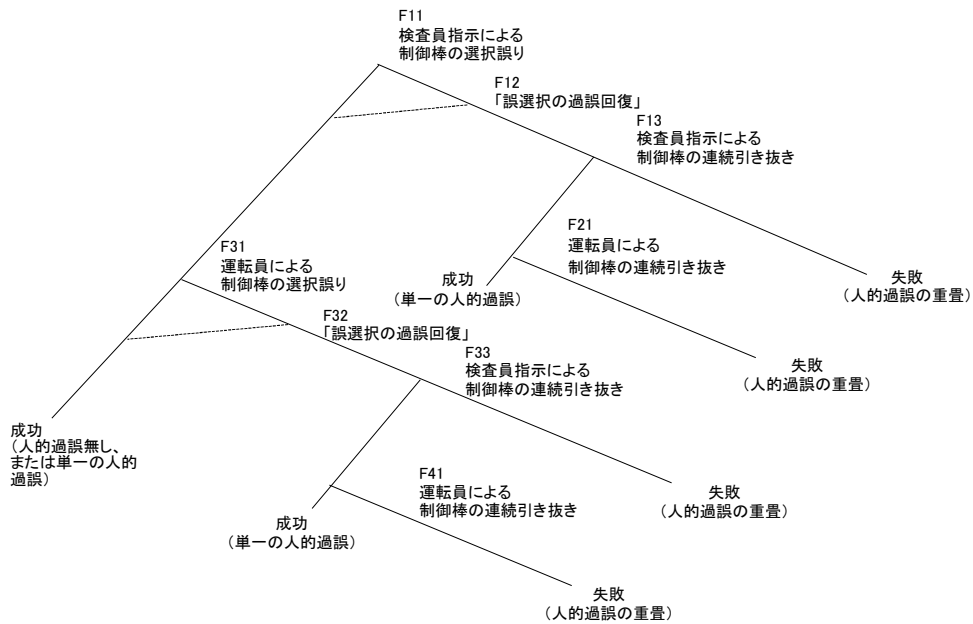 F11
検査員指示による
制御棒の選択誤り
F12
「誤選択の過誤回復」
F13
検査員指示による
制御棒の連続引き抜き
F21
運転員による
制御棒の連続引き抜き
F31
運転員による
制御棒の選択誤り
成功
（単一の人的過誤）
失敗
（人的過誤の重畳）
F32
「誤選択の過誤回復」
F33
検査員指示による
制御棒の連続引き抜き
失敗
（人的過誤の重畳）
成功
（人的過誤無し、
または単一の人的
過誤）
F41
運転員による
制御棒の連続引き抜き
失敗
（人的過誤の重畳）
成功
（単一の人的過誤）
失敗
（人的過誤の重畳）